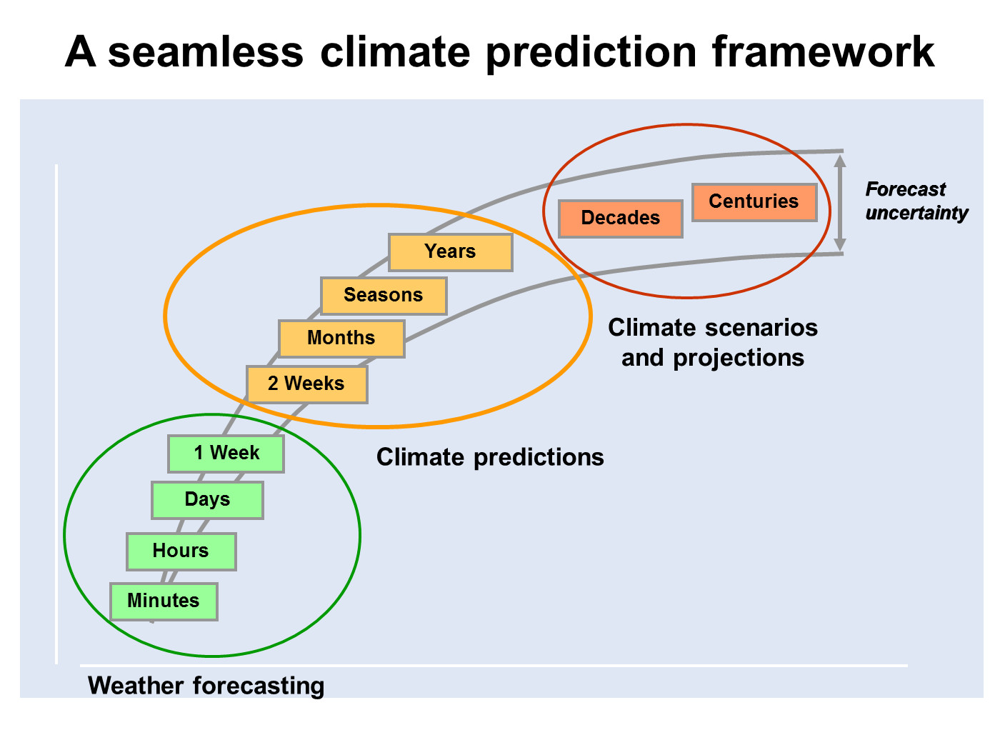 A seamless climate prediction framework
Forecast
uncertainty
Centuries
Decades
Years
Seasons
Months
2 Weeks
Climate scenarios
and projections
1 Week
Days
Hours
Minutes
Climate predictions
Weather forecasting